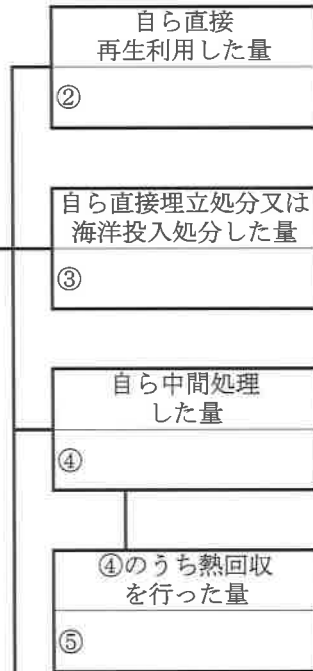 自ら直接
再生利用した量
②
自ら直接埋立処分又は
海洋投入処分した量
③
自ら中間処理
した量
④
④のうち熱回収
を行った量
⑤